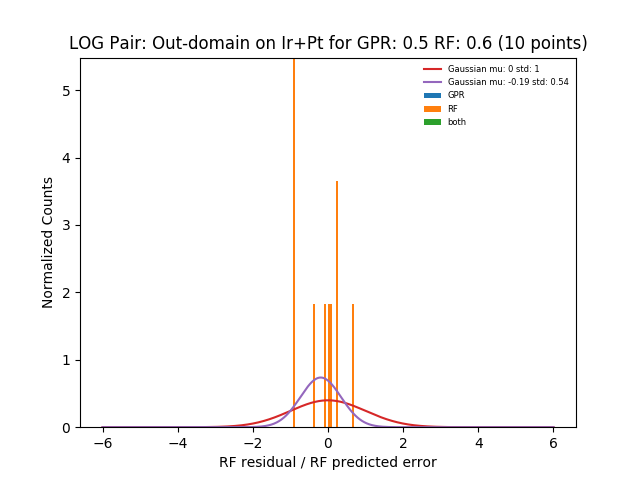 LOG Pair: Out-domain on Ir+Pt for GPR: 0.5 RF: 0.6 (10 points)
Gaussian mu: 0 std: 1
Gaussian mu: -0.19 std: 0.54
GPR
RF
both
Normalized Counts
5
4
3
2
1
0
−6
−4
−2
0
2
4
6
RF residual / RF predicted error